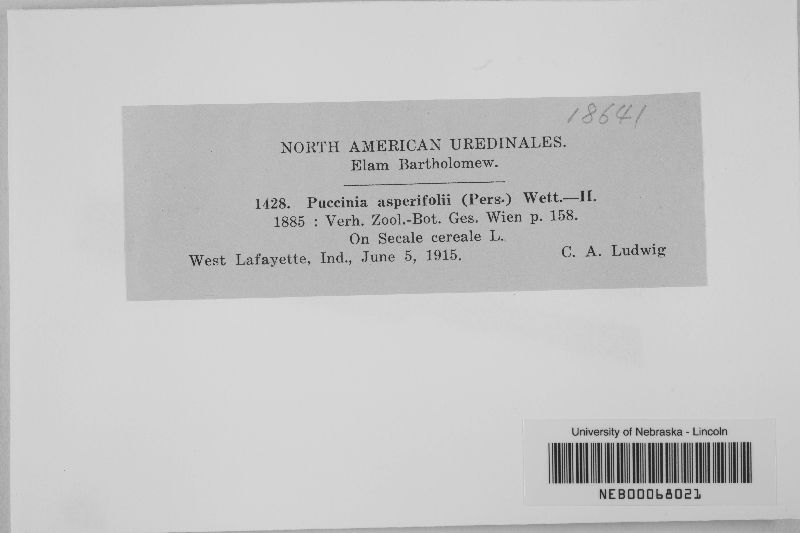 18641
NORTH AMERICAN UREDINALES.
Elam Bartholomew.
1428. Puccinia asperifolii (Pers.) Wett.—II.
1885 : Verh. Zool.-Bot. Ges. Wien p. 158.
On Secale cereale L.
West Lafayette, Ind., June 5, 1915. C. A. Ludwig
University of Nebraska - Lincoln
NEB00068021